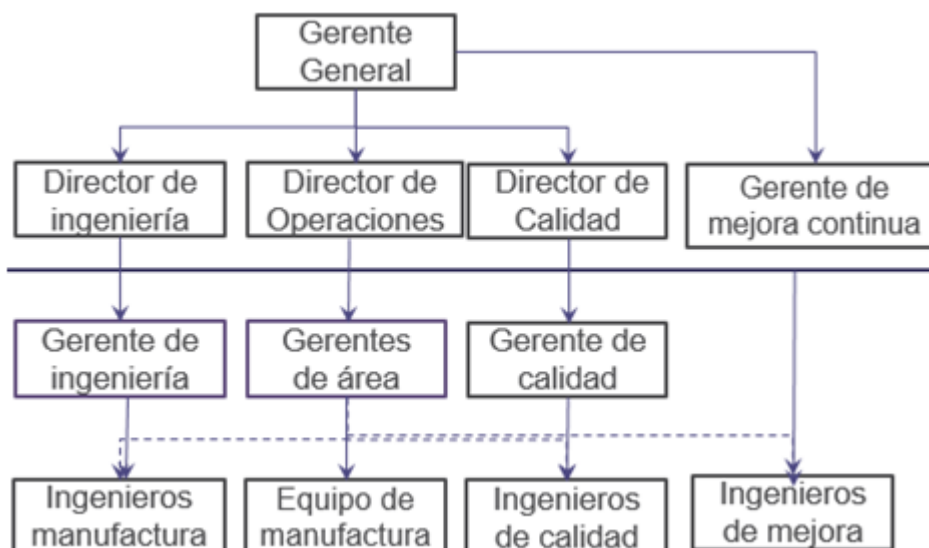 Gerente
General
Director de
ingeniería
Director de
Operaciones
Director de
Calidad
Gerente de
mejora continua
Gerente de
ingeniería
Gerentes
de área
Gerente de
calidad
Ingenieros
manufactura
Equipo de
manufactura
Ingenieros
de calidad
Ingenieros
de mejora